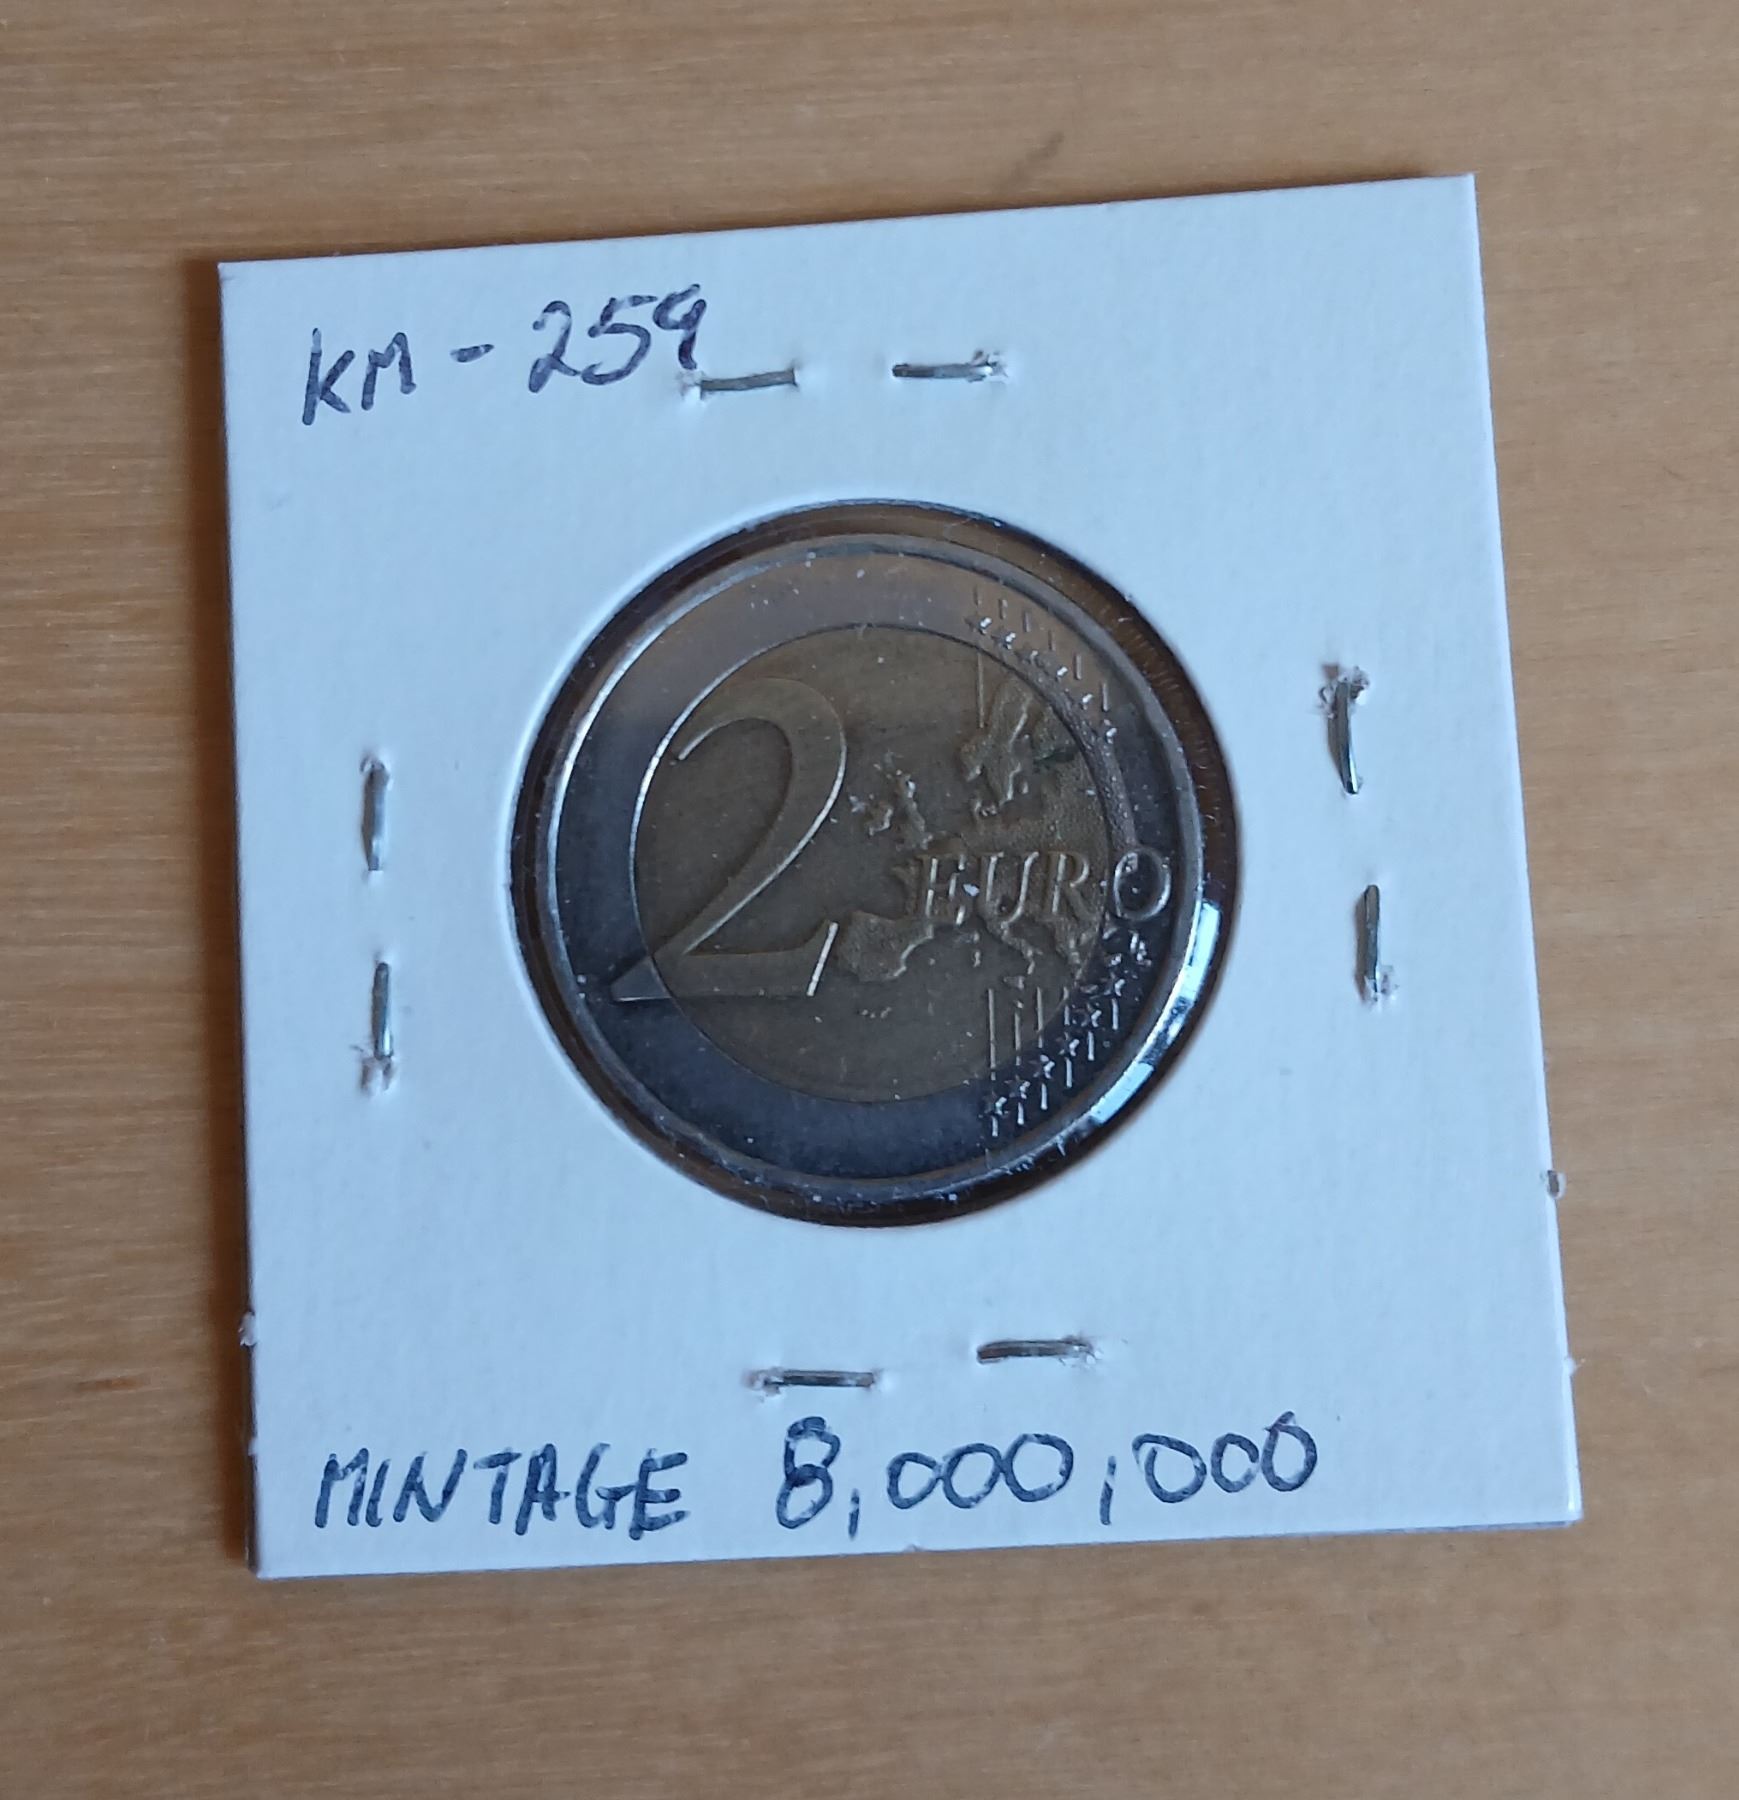 KM - 259
2 EURO
MINTAGE 8,000,000